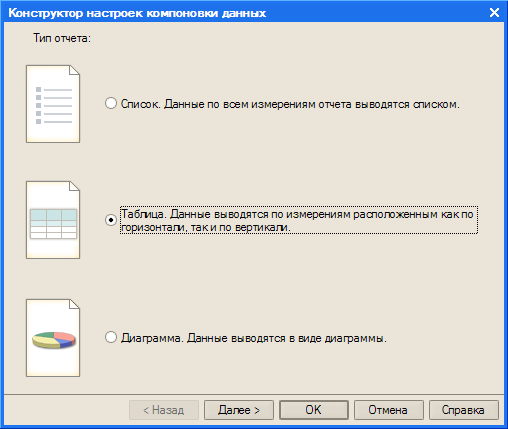 Конструктор настроек компоновки данных
Тип отчета:
Список. Данные по всем измерениям отчета выводятся списком.
Таблица. Данные выводятся по измерениям расположенным как по
горизонтали, так и по вертикали.
Диаграмма. Данные выводятся в виде диаграммы.
< Назад Далее > OK Отмена Справка